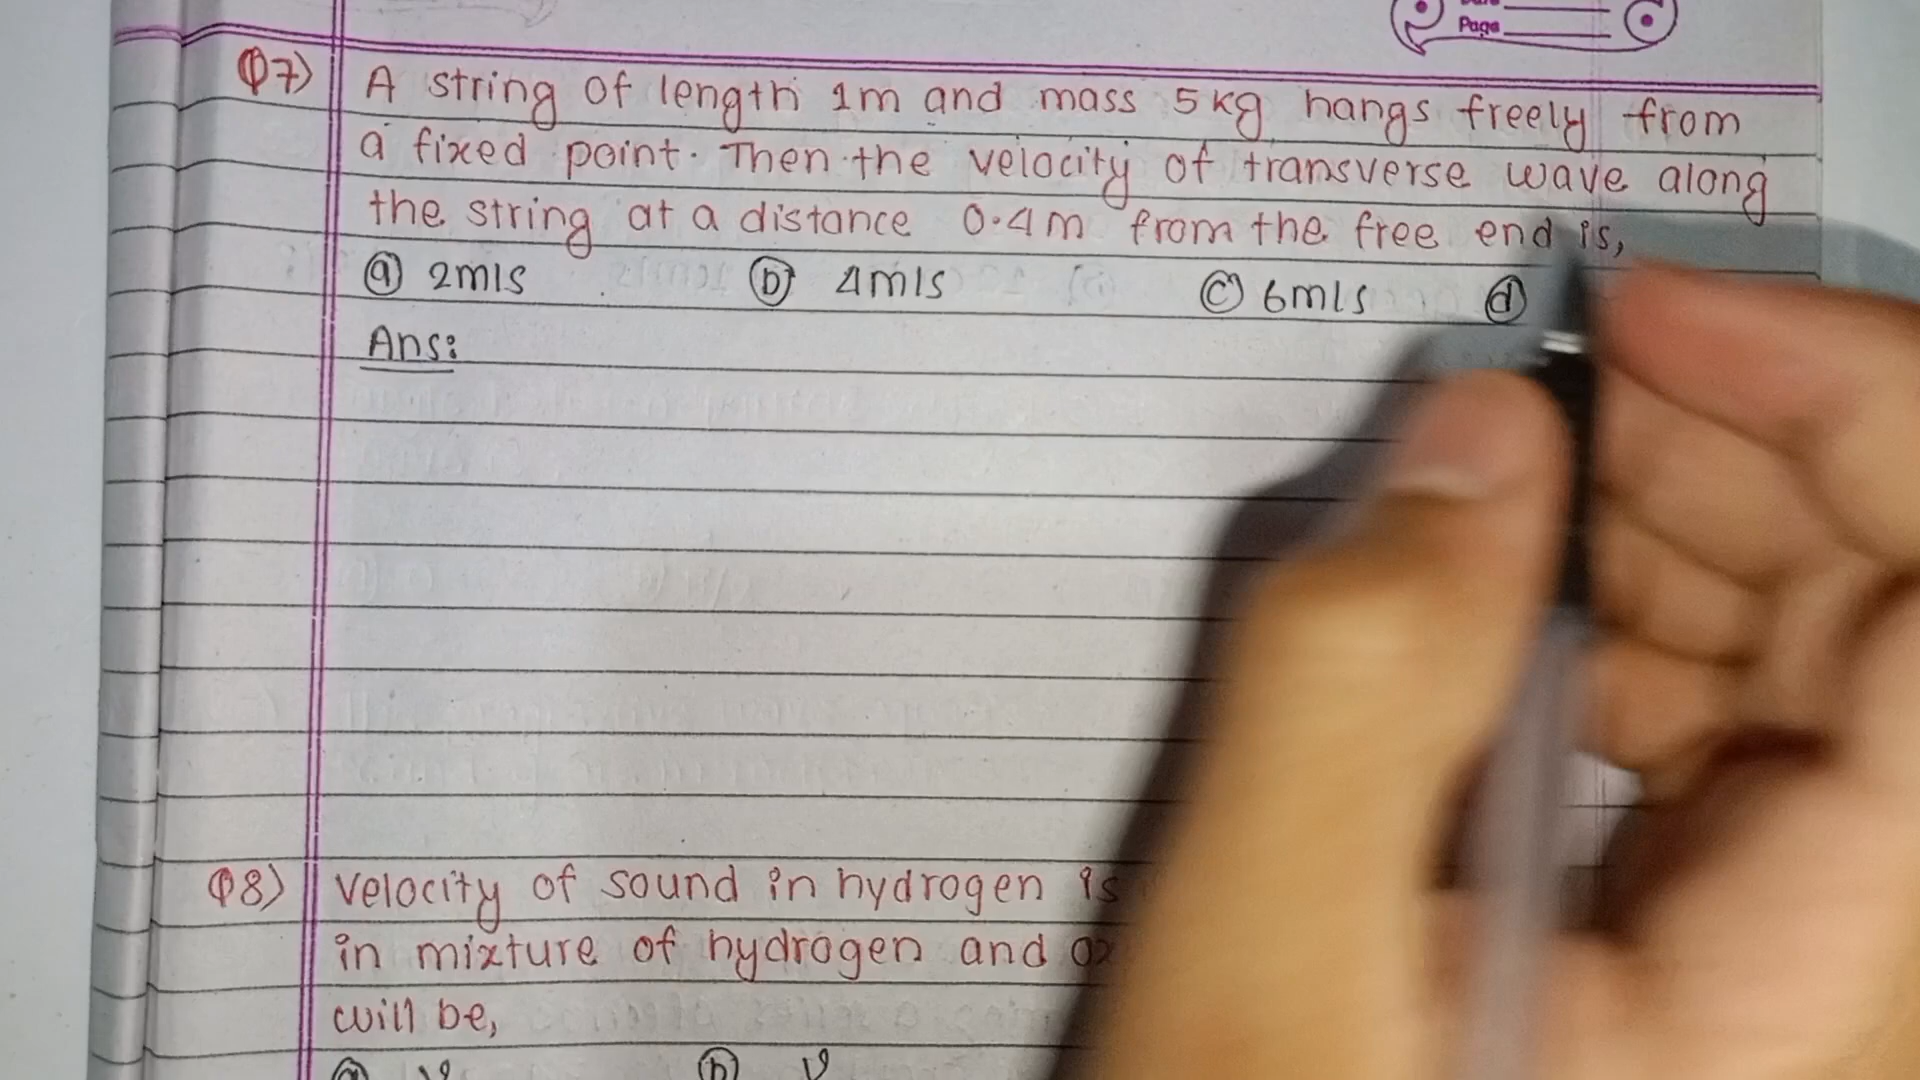 Page
Q7) A string of length 1m and mass 5kg hangs freely from
a fixed point. Then the velocity of transverse wave along
the string at a distance 0.4m from the free end is,
(a) 2m/s (b) 4m/s (c) 6m/s (d)
Ans:
Q8) Velocity of sound in hydrogen is
in mixture of hydrogen and
will be,
(a) (b)